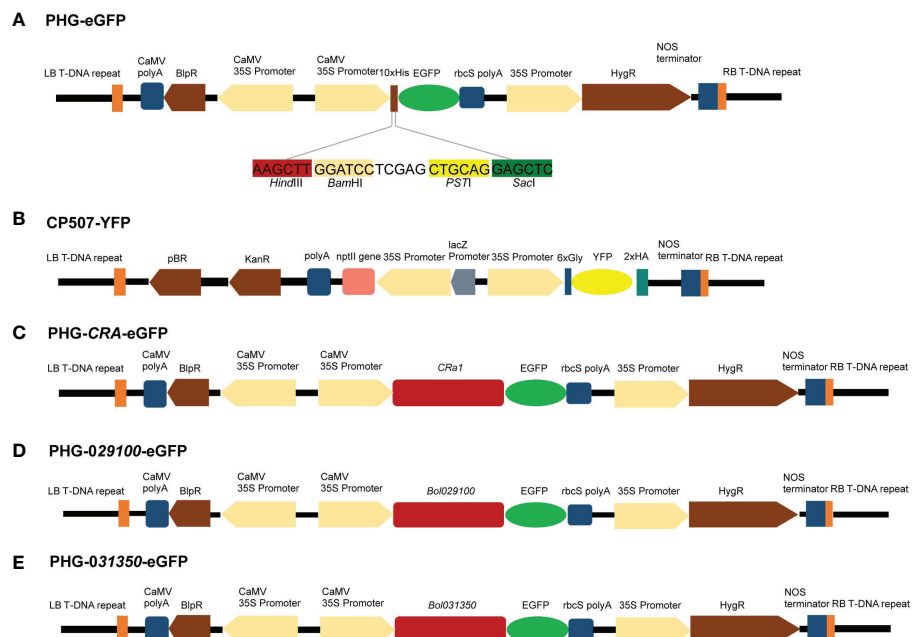 A PHG-eGFP
LB T-DNA repeat
CaMV
polyA
BlpR
CaMV
35S Promoter
CaMV
35S Promoter
10xHis
EGFP
rbcS polyA
35S Promoter
HygR
NOS
terminator
RB T-DNA repeat
AAGCTT GGATCC TCGAG CTGCAG GAGCTC
HindIII BamHI PSTI SacI
B CP507-YFP
LB T-DNA repeat
pBR
KanR
polyA
nptII gene
35S Promoter
lacZ
Promoter
35S Promoter
6xGly
YFP
2xHA
NOS
terminator
RB T-DNA repeat
C PHG-CRA-eGFP
LB T-DNA repeat
CaMV
polyA
BlpR
CaMV
35S Promoter
CaMV
35S Promoter
CRa1
EGFP
rbcS polyA
35S Promoter
HygR
NOS
terminator
RB T-DNA repeat
D PHG-029100-eGFP
LB T-DNA repeat
CaMV
polyA
BlpR
CaMV
35S Promoter
CaMV
35S Promoter
Bol029100
EGFP
rbcS polyA
35S Promoter
HygR
NOS
terminator
RB T-DNA repeat
E PHG-031350-eGFP
LB T-DNA repeat
CaMV
polyA
BlpR
CaMV
35S Promoter
CaMV
35S Promoter
Bol031350
EGFP
rbcS polyA
35S Promoter
HygR
NOS
terminator
RB T-DNA repeat